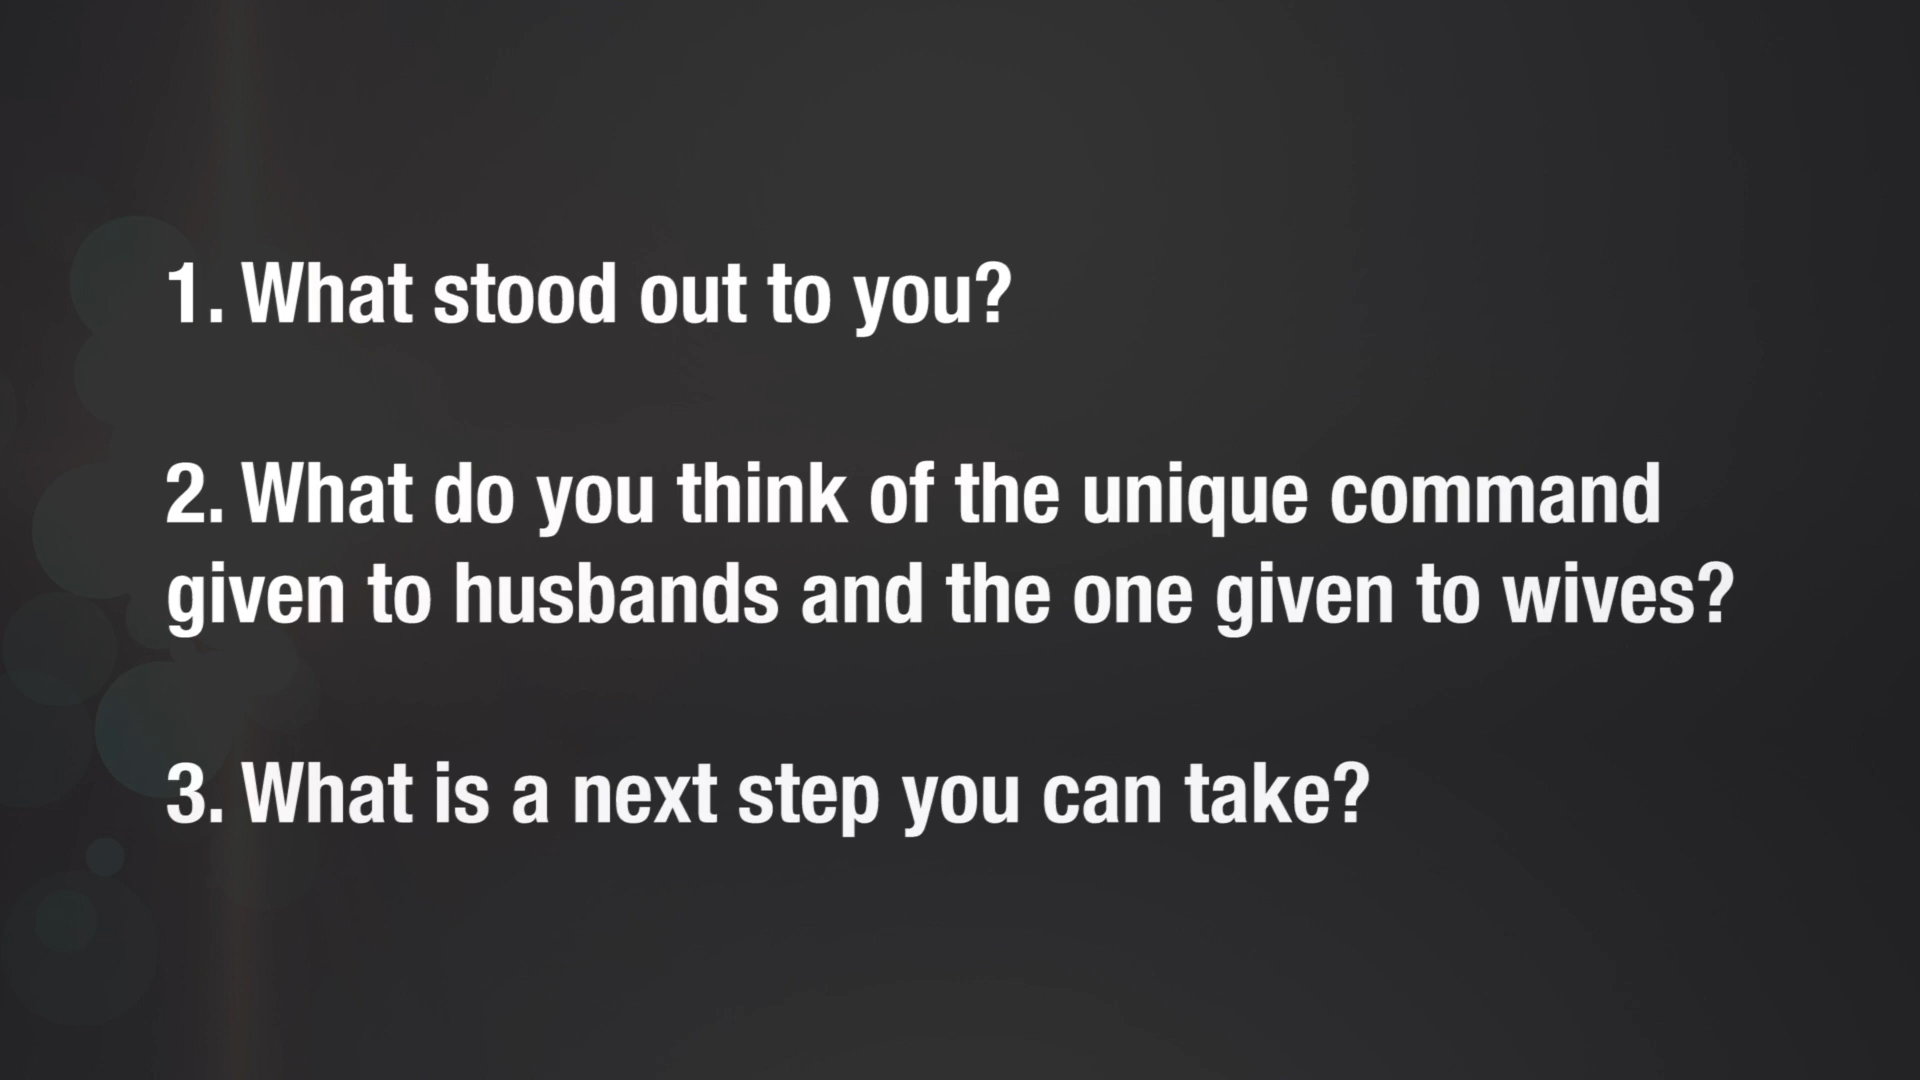 1. What stood out to you?
2. What do you think of the unique command
given to husbands and the one given to wives?
3. What is a next step you can take?